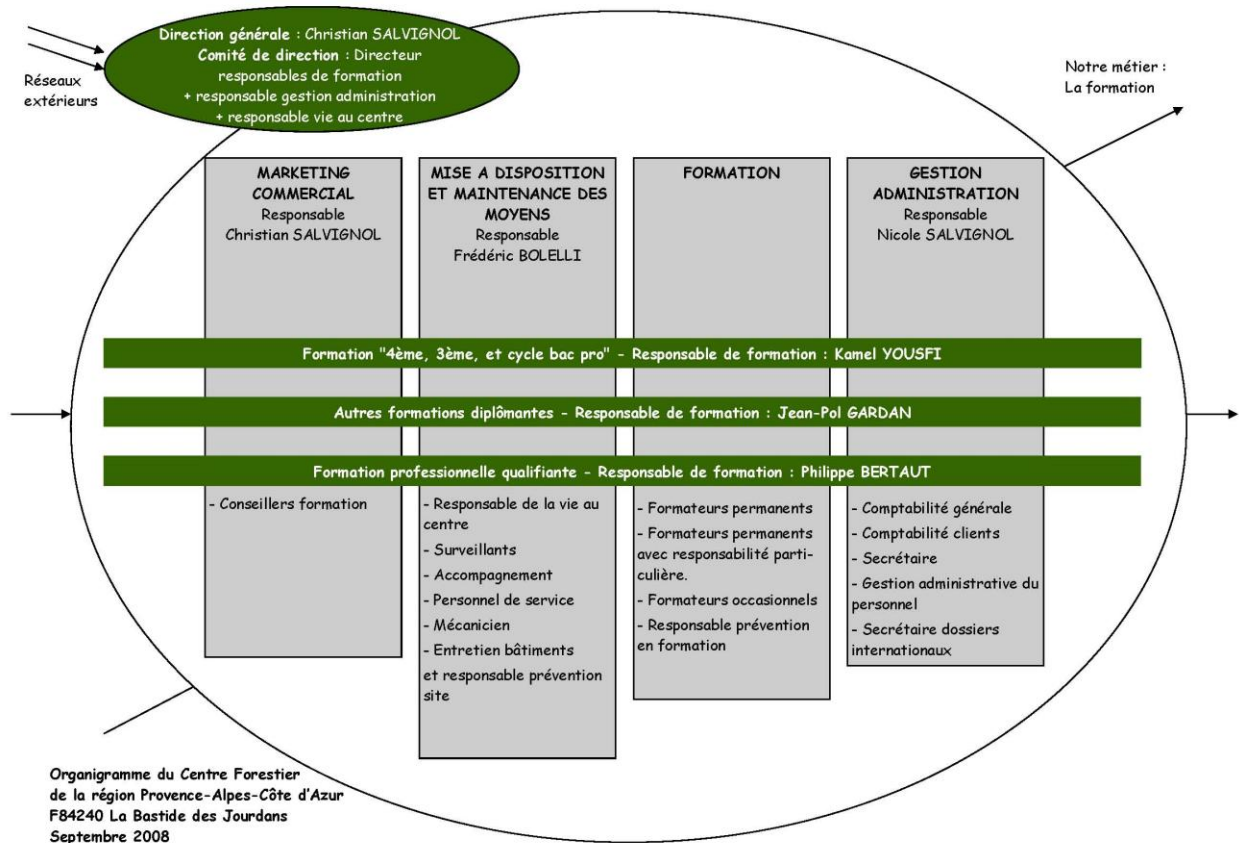 Direction générale : Christian SALVIGNOL
Comité de direction : Directeur
responsables de formation
+ responsable gestion administration
+ responsable vie au centre
Réseaux
extérieurs
Notre métier :
La formation
MARKETING
COMMERCIAL
Responsable
Christian SALVIGNOL
MISE A DISPOSITION
ET MAINTENANCE DES
MOYENS
Responsable
Frédéric BOLELLI
FORMATION
GESTION
ADMINISTRATION
Responsable
Nicole SALVIGNOL
Formation "4ème, 3ème, et cycle bac pro" - Responsable de formation : Kamel YOUSFI
Autres formations diplômantes - Responsable de formation : Jean-Pol GARDAN
Formation professionnelle qualifiante - Responsable de formation : Philippe BERTAUT
- Conseillers formation
- Responsable de la vie au
centre
- Surveillants
- Accompagnement
- Personnel de service
- Mécanicien
- Entretien bâtiments
et responsable prévention
site
- Formateurs permanents
- Formateurs permanents
avec responsabilité parti-
culière.
- Formateurs occasionnels
- Responsable prévention
en formation
- Comptabilité générale
- Comptabilité clients
- Secrétaire
- Gestion administrative du
personnel
- Secrétaire dossiers
internationaux
Organigramme du Centre Forestier
de la région Provence-Alpes-Côte d'Azur
F84240 La Bastide des Jourdans
Septembre 2008